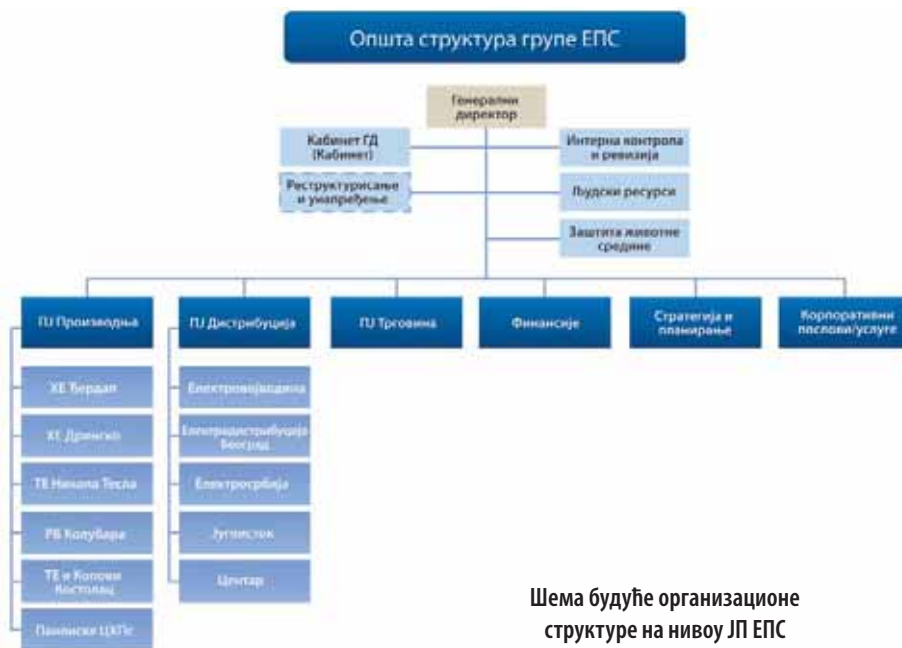 Општа структура групе ЕПС
Генерални
директор
Кабинет ГД
(Кабинет)
Интерна контрола
и ревизија
Реструктурисање
и унапређење
Људски ресурси
Заштита животне
средине
ПЈ Производња
ПЈ Дистрибуција
ПЈ Трговина
Финансије
Стратегија и
планирање
Корпоративни
послови/услуге
ХЕ Ђердап
ХЕ Дринско
ТЕ Никола Тесла
РБ Колубара
ТЕ и Копови
Костолац
Панонске
Електровојводина
Електродистрибуција
Београд
Електросрбија
Југоисток
Центар
Шема будуће организационе
структуре на нивоу ЈП ЕПС